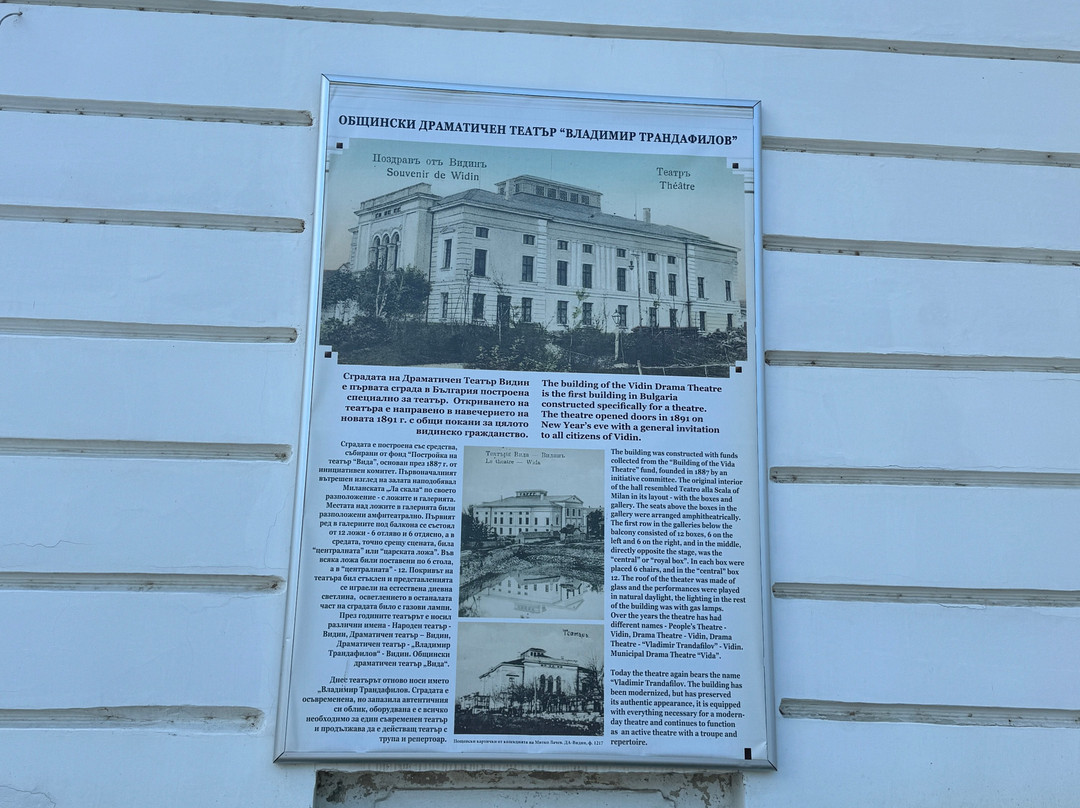 ОБЩИНСКИ ДРАМАТИЧЕН ТЕАТЪР “ВЛАДИМИР ТРАНДАФИЛОВ”
Поздравъ отъ Видинъ
Souvenir de Widin
Театръ
Théâtre
Сградата на Драматичен Театър Видин
е първата сграда в България построена
специално за театър. Откриването на
театъра е направено в навечерието на
новата 1891 г. с общи покани за цялото
видинско гражданство.
The building of the Vidin Drama Theatre
is the first building in Bulgaria
constructed specifically for a theatre.
The theatre opened doors in 1891 on
New Year's eve with a general invitation
to all citizens of Vidin.
Сградата е построена със средства,
събирани от фонд “Постройка на
театър “Вида”, основан през 1887 г. от
инициативен комитет. Първоначалният
вътрешен изглед на залата наподобявал
Миланската „Ла скала“ по своето
разположение - с ложите и галерията.
Местата над ложите в галерията били
разположени амфитеатрално. Първият
ред в галериите под балкона се състоял
от 12 ложи - 6 отляво и 6 отдясно, а в
средата, точно срещу сцената, била
“централната” или “царската ложа”. Във
всяка ложа били поставени по 6 стола,
а в “централната” - 12. Покривът на
театъра бил стъклен и представленията
се играели на естествена дневна
светлина, осветлението в останалата
част на сградата било с газови лампи.
През годините театърът е носил
различни имена - Народен театър -
Видин, Драматичен театър – Видин,
Драматичен театър - „Владимир
Трандафилов“ - Видин. Общински
драматичен театър „Вида“.
Днес театърът отново носи името
„Владимир Трандафилов. Сградата е
осъвременена, но запазила автентичния
си облик, оборудвана е с всичко
необходимо за един съвременен театър
и продължава да е действащ театър с
трупа и репертоар.
Театъръ Вида — Видинъ
Театъръ
Пощенски картички от колекцията на Митко Лачев. ДА-Видин, ф. 1217
The building was constructed with funds
collected from the “Building of the Vida
Theatre” fund, founded in 1887 by an
initiative committee. The original interior
of the hall resembled Teatro alla Scala of
Milan in its layout - with the boxes and
gallery. The seats above the boxes in the
gallery were arranged amphitheatrically.
The first row in the galleries below the
balcony consisted of 12 boxes, 6 on the
left and 6 on the right, and in the middle,
directly opposite the stage, was the
“central” or “royal box”. In each box were
placed 6 chairs, and in the “central” box
12. The roof of the theater was made of
glass and the performances were played
in natural daylight, the lighting in the rest
of the building was with gas lamps.
Over the years the theatre has had
different names - People's Theatre -
Vidin, Drama Theatre - Vidin, Drama
Theatre - “Vladimir Trandafilov” - Vidin.
Municipal Drama Theatre “Vida”.
Today the theatre again bears the name
“Vladimir Trandafilov. The building has
been modernized, but has preserved
its authentic appearance, it is equipped
with everything necessary for a modern-
day theatre and continues to function
as an active theatre with a troupe and
repertoire.